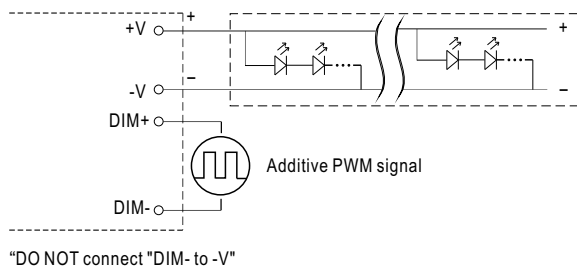 +V
+
+
-V
−
−
DIM+
Additive PWM signal
DIM-
“DO NOT connect "DIM- to -V"